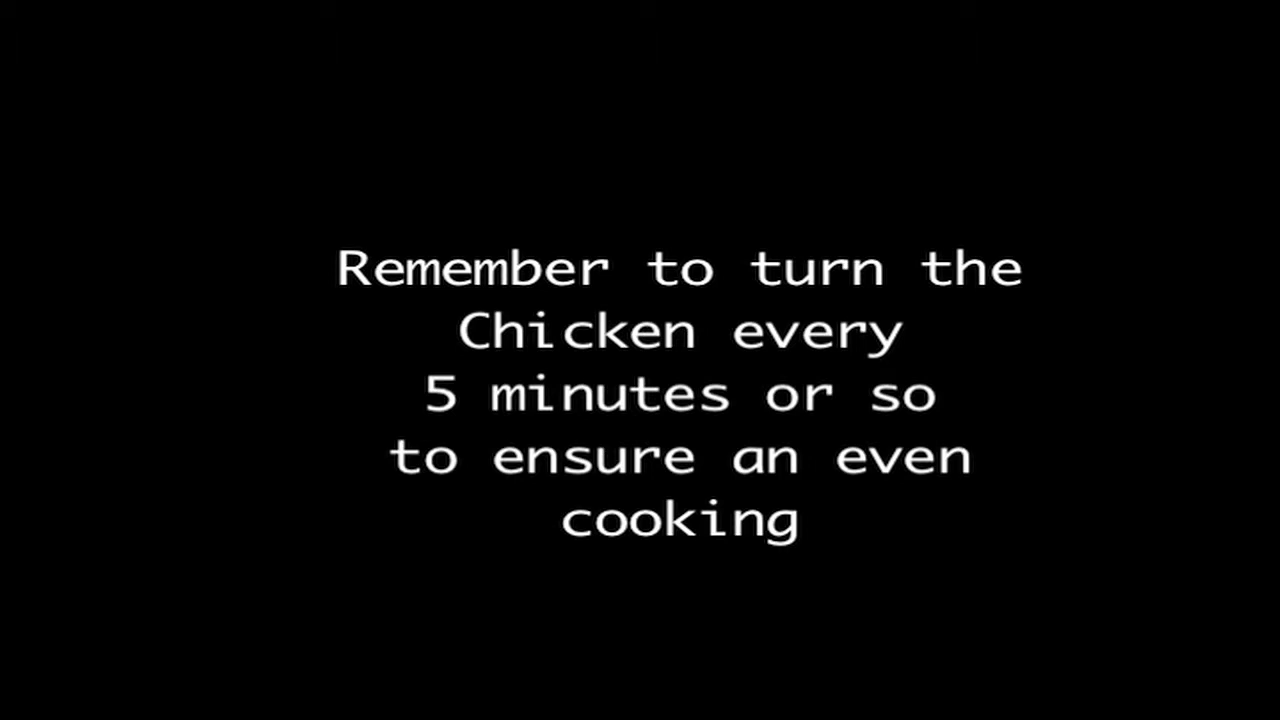 Remember to turn the
Chicken every
5 minutes or so
to ensure an even
cooking